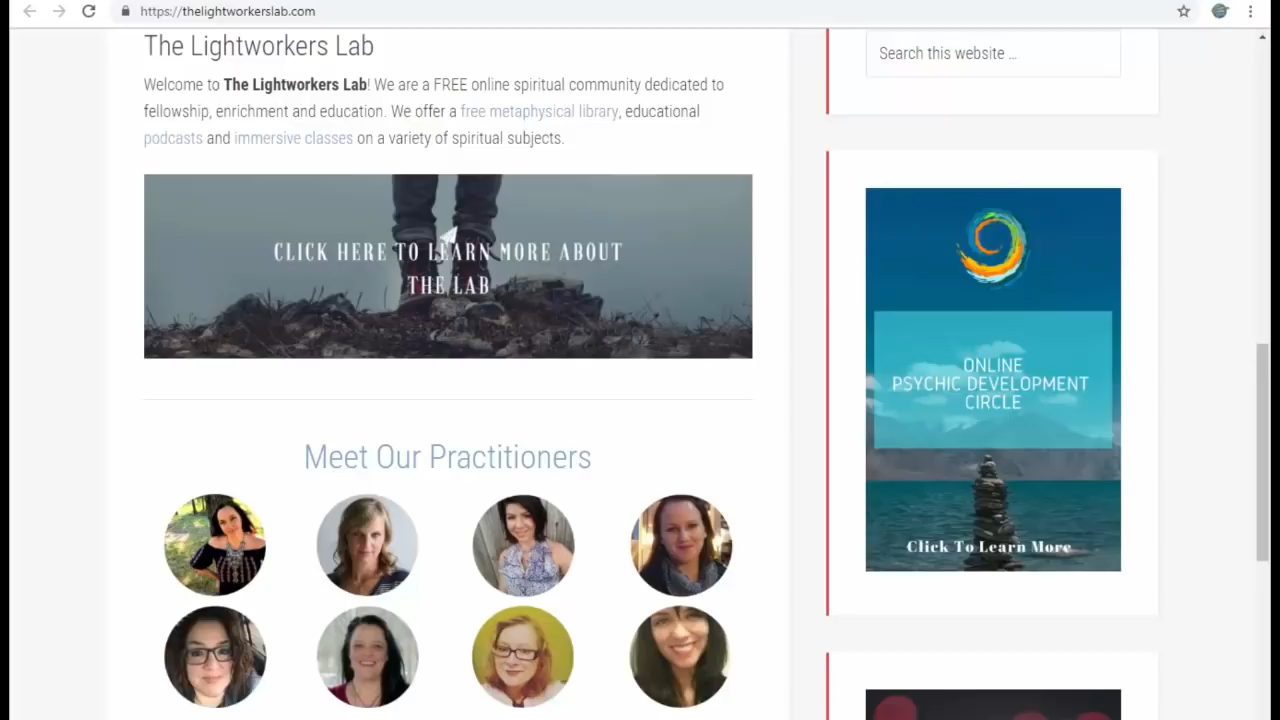 https://thelightworkerslab.com
The Lightworkers Lab
Welcome to The Lightworkers Lab! We are a FREE online spiritual community dedicated to
fellowship, enrichment and education. We offer a free metaphysical library, educational
podcasts and immersive classes on a variety of spiritual subjects.
CLICK HERE TO LEARN MORE ABOUT
THE LAB
Meet Our Practitioners
Search this website ...
ONLINE
PSYCHIC DEVELOPMENT
CIRCLE
Click To Learn More